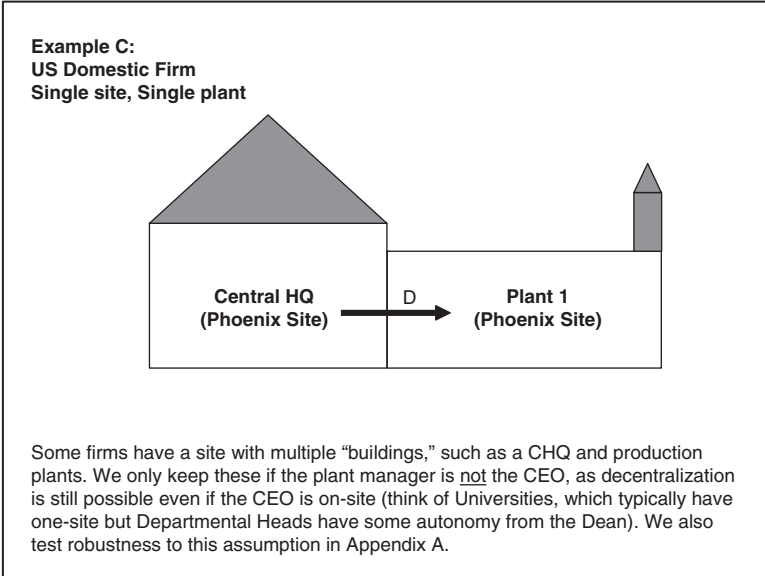 Example C:
US Domestic Firm
Single site, Single plant
Central HQ
(Phoenix Site)
D
Plant 1
(Phoenix Site)
Some firms have a site with multiple “buildings,” such as a CHQ and production
plants. We only keep these if the plant manager is not the CEO, as decentralization
is still possible even if the CEO is on-site (think of Universities, which typically have
one-site but Departmental Heads have some autonomy from the Dean). We also
test robustness to this assumption in Appendix A.